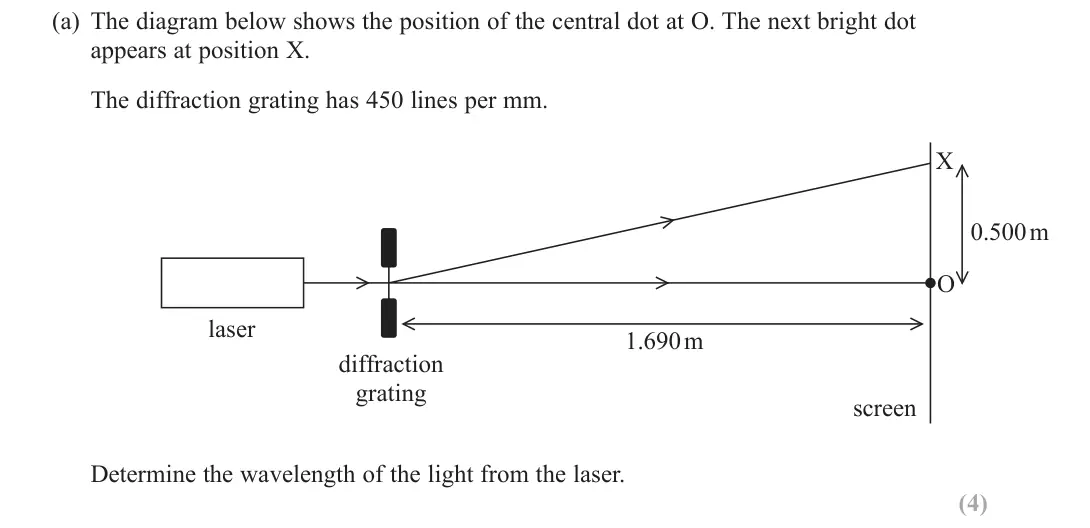 (a) The diagram below shows the position of the central dot at O. The next bright dot
appears at position X.
The diffraction grating has 450 lines per mm.
X
0.500 m
O
laser
1.690 m
diffraction
grating
screen
Determine the wavelength of the light from the laser.
(4)